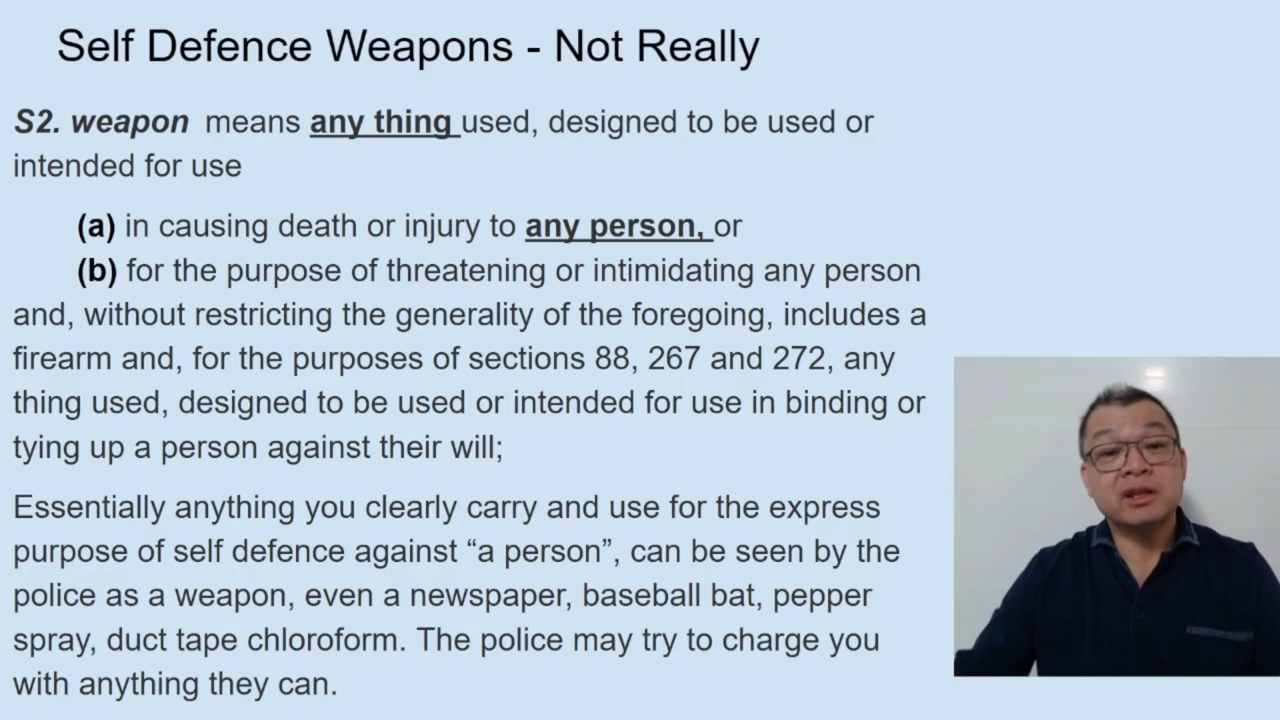 Self Defence Weapons - Not Really
S2. weapon means any thing used, designed to be used or
intended for use
(a) in causing death or injury to any person, or
(b) for the purpose of threatening or intimidating any person
and, without restricting the generality of the foregoing, includes a
firearm and, for the purposes of sections 88, 267 and 272, any
thing used, designed to be used or intended for use in binding or
tying up a person against their will;
Essentially anything you clearly carry and use for the express
purpose of self defence against “a person”, can be seen by the
police as a weapon, even a newspaper, baseball bat, pepper
spray, duct tape chloroform. The police may try to charge you
with anything they can.